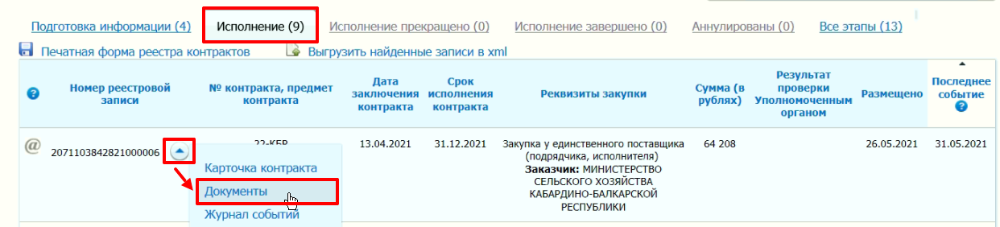 Подготовка информации (4) Исполнение (9) Исполнение прекращено (0) Исполнение завершено (0) Аннулированы (0) Все этапы (13)
Печатная форма реестра контрактов Выгрузить найденные записи в xml
Номер реестровой записи
№ контракта, предмет контракта
Дата заключения контракта
Срок исполнения контракта
Реквизиты закупки
Сумма (в рублях)
Результат проверки Уполномоченным органом
Размещено
Последнее событие
2071103842821000006
22-КБР
13.04.2021
31.12.2021
Закупка у единственного поставщика
(подрядчика, исполнителя)
Заказчик: МИНИСТЕРСТВО
СЕЛЬСКОГО ХОЗЯЙСТВА
КАБАРДИНО-БАЛКАРСКОЙ
РЕСПУБЛИКИ
64 208
26.05.2021
31.05.2021
Карточка контракта
Документы
Журнал событий